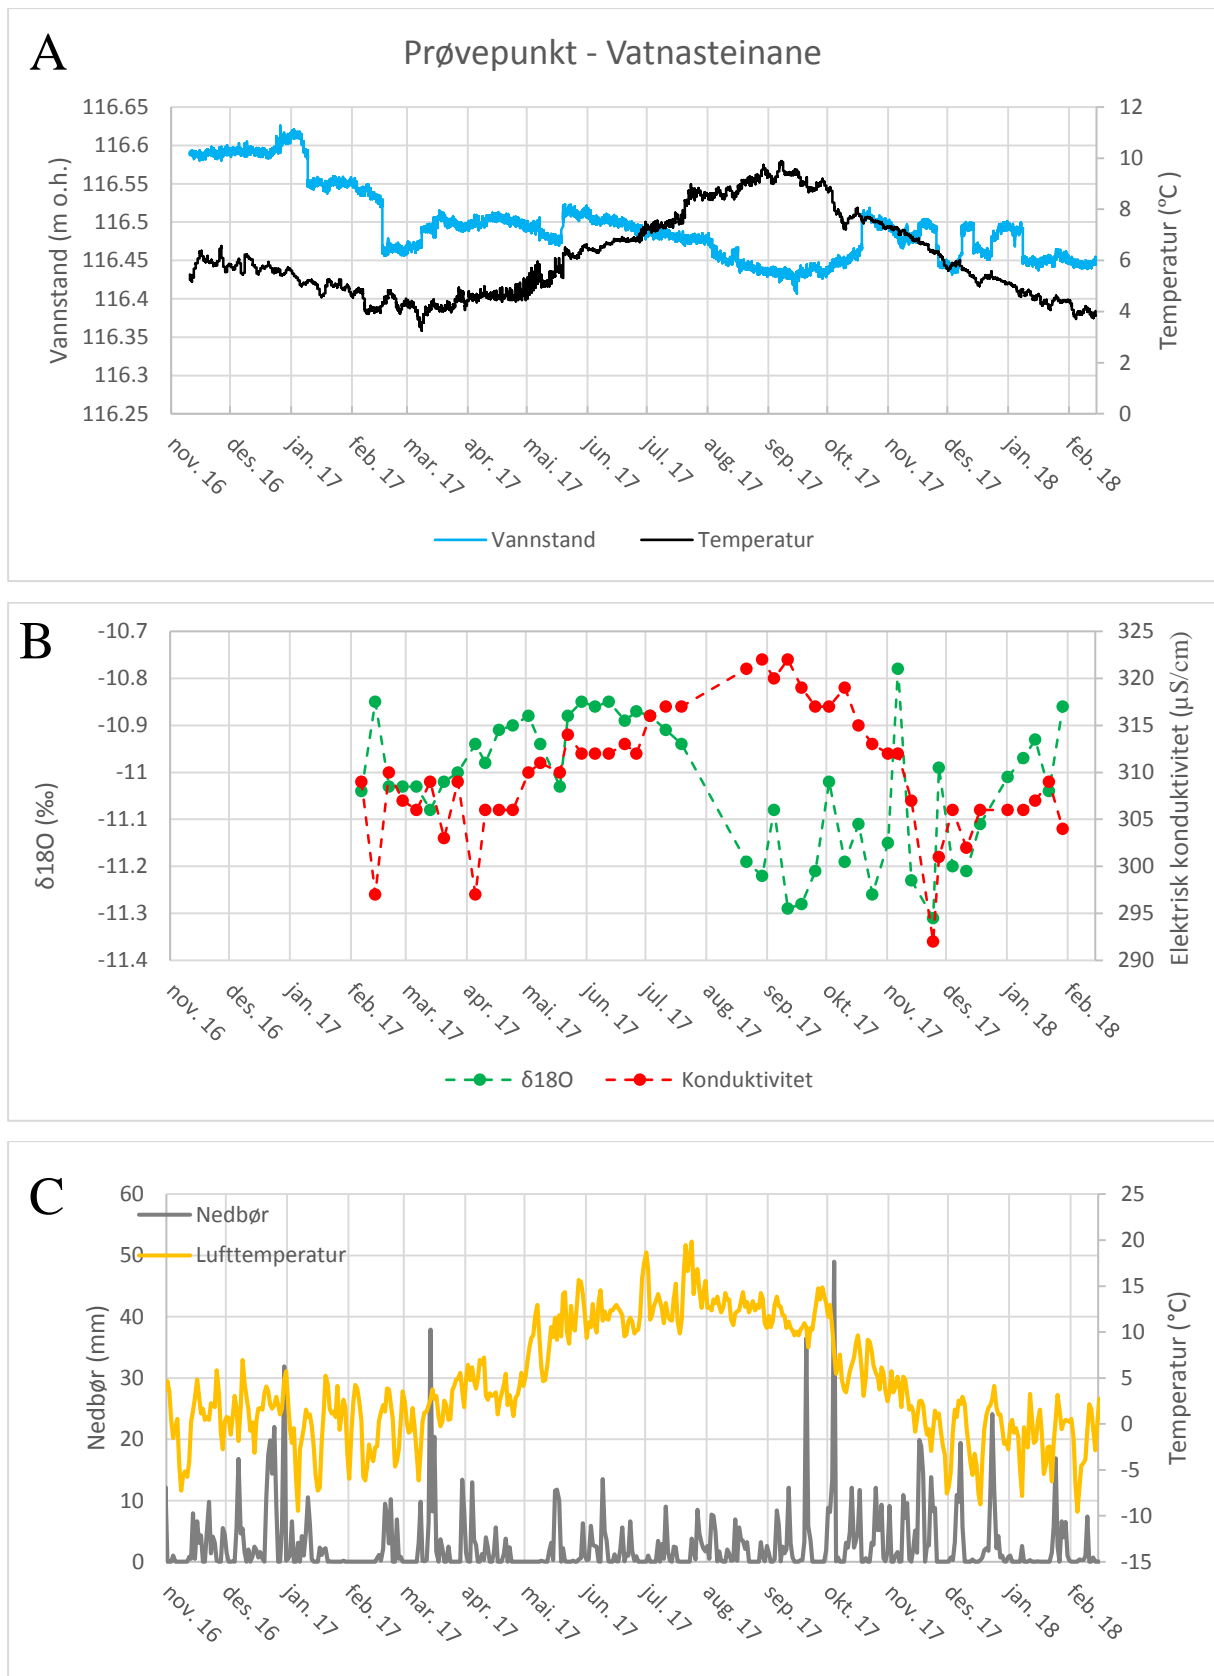 A
Prøvepunkt - Vatnasteinane
116.65
116.6
116.55
116.5
116.45
116.4
116.35
116.3
116.25
Vannstand (m o.h.)
12
10
8
6
4
2
0
Temperatur (°C)
nov. 16
des. 16
jan. 17
feb. 17
mar. 17
apr. 17
mai. 17
jun. 17
jul. 17
aug. 17
sep. 17
okt. 17
nov. 17
des. 17
jan. 18
feb. 18
Vannstand
Temperatur
B
-10.7
-10.8
-10.9
-11
-11.1
-11.2
-11.3
-11.4
δ18O (‰)
325
320
315
310
305
300
295
290
Elektrisk konduktivitet (µS/cm)
nov. 16
des. 16
jan. 17
feb. 17
mar. 17
apr. 17
mai. 17
jun. 17
jul. 17
aug. 17
sep. 17
okt. 17
nov. 17
des. 17
jan. 18
feb. 18
δ18O
Konduktivitet
C
60
50
40
30
20
10
0
Nedbør (mm)
Nedbør
Lufttemperatur
25
20
15
10
5
0
-5
-10
-15
Temperatur (°C)
nov. 16
des. 16
jan. 17
feb. 17
mar. 17
apr. 17
mai. 17
jun. 17
jul. 17
aug. 17
sep. 17
okt. 17
nov. 17
des. 17
jan. 18
feb. 18